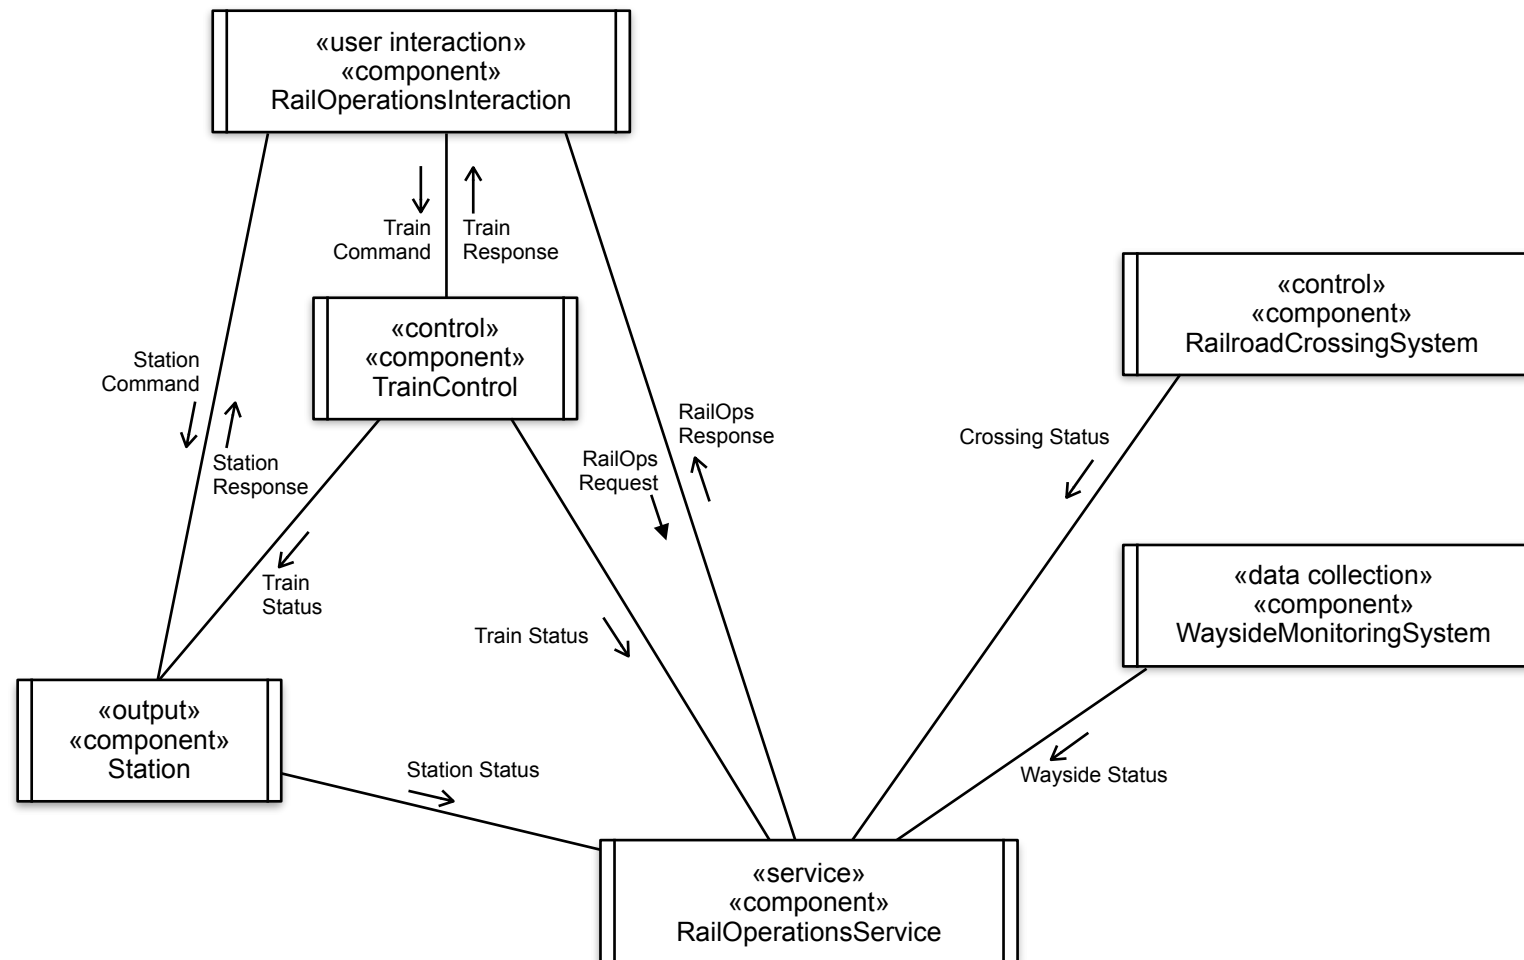 «user interaction»
«component»
RailOperationsInteraction
Train
Command
Train
Response
«control»
«component»
RailroadCrossingSystem
«control»
«component»
TrainControl
Station
Command
Station
Response
RailOps
Request
RailOps
Response
Crossing Status
Train
Status
Train Status
«data collection»
«component»
WaysideMonitoringSystem
«output»
«component»
Station
Station Status
Wayside Status
«service»
«component»
RailOperationsService